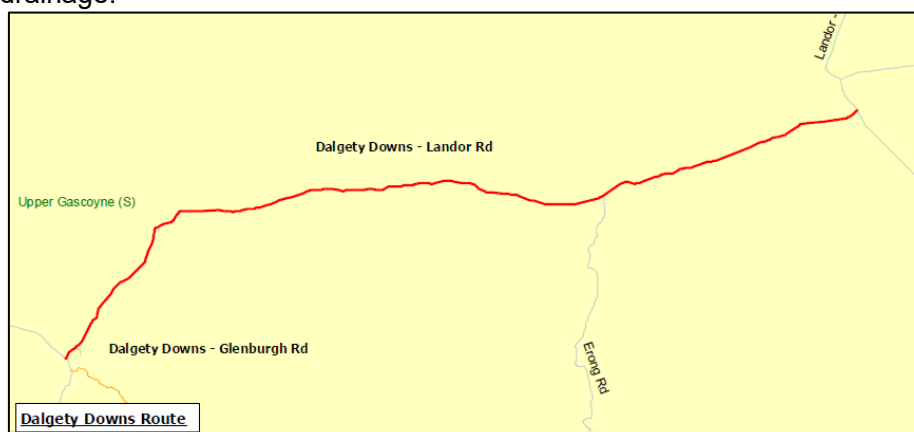 drainage.
Landor -
Dalgety Downs - Landor Rd
Upper Gascoyne (S)
Dalgety Downs - Glenburgh Rd
Erong Rd
Dalgety Downs Route